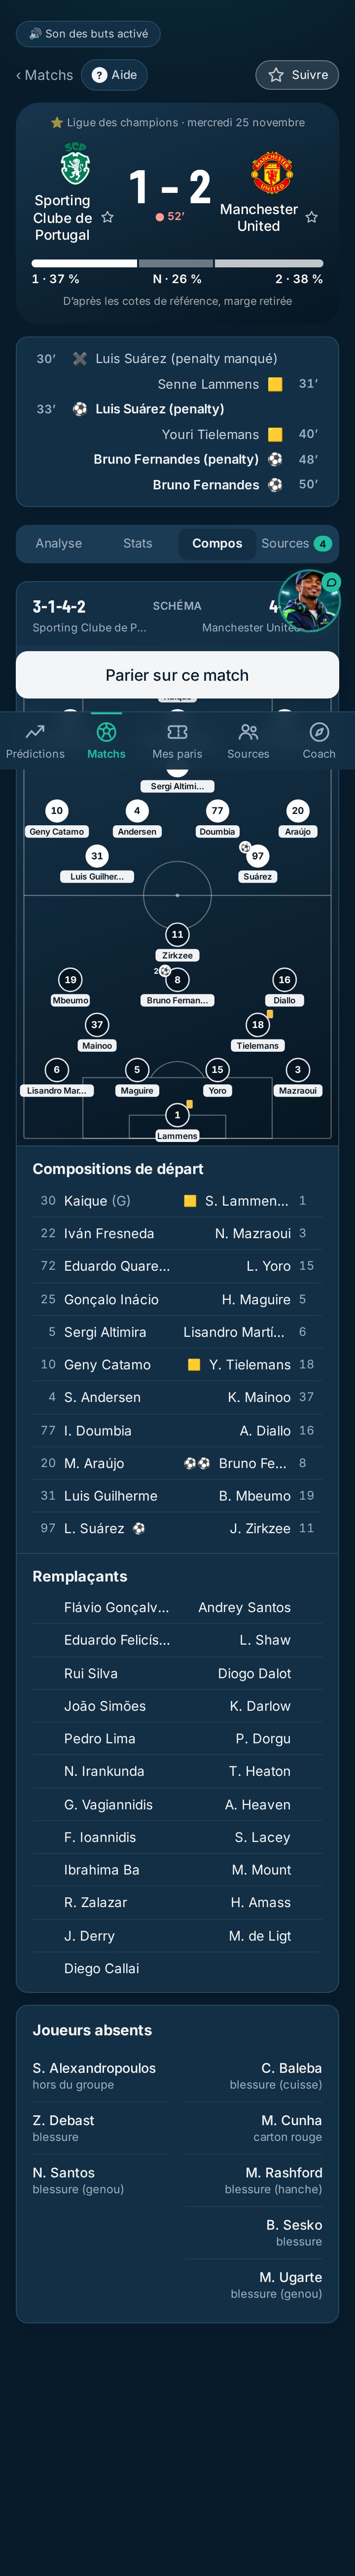 🔊 Son des buts activé
‹ Matchs
? Aide
Suivre
⭐ Ligue des champions · mercredi 25 novembre
SCP
MANCHESTER UNITED
Sporting Clube de Portugal
1 - 2
52’
Manchester United
1 · 37 %
N · 26 %
2 · 38 %
D’après les cotes de référence, marge retirée
30’ ✖️ Luis Suárez (penalty manqué)
Senne Lammens 🟨 31’
33’ ⚽ Luis Suárez (penalty)
Youri Tielemans 🟨 40’
Bruno Fernandes (penalty) ⚽ 48’
Bruno Fernandes ⚽ 50’
Analyse
Stats
Compos
Sources 4
3-1-4-2
SCHÉMA
Sporting Clube de P…
Manchester United
Parier sur ce match
Prédictions
Matchs
Mes paris
Sources
Coach
Sergi Altimi…
10
4
77
20
Geny Catamo
Andersen
Doumbia
Araújo
31
97
Luis Guilher…
Suárez
11
Zirkzee
19
2⚽
8
16
Mbeumo
Bruno Fernan…
Diallo
37
18
Mainoo
Tielemans
6
5
15
3
Lisandro Mar…
Maguire
Yoro
Mazraoui
1
Lammens
Compositions de départ
30 Kaique (G)
🟨 S. Lammen… 1
22 Iván Fresneda
N. Mazraoui 3
72 Eduardo Quare…
L. Yoro 15
25 Gonçalo Inácio
H. Maguire 5
5 Sergi Altimira
Lisandro Martí… 6
10 Geny Catamo
🟨 Y. Tielemans 18
4 S. Andersen
K. Mainoo 37
77 I. Doumbia
A. Diallo 16
20 M. Araújo
⚽⚽ Bruno Fe… 8
31 Luis Guilherme
B. Mbeumo 19
97 L. Suárez ⚽
J. Zirkzee 11
Remplaçants
Flávio Gonçalv…
Andrey Santos
Eduardo Felicís…
L. Shaw
Rui Silva
Diogo Dalot
João Simões
K. Darlow
Pedro Lima
P. Dorgu
N. Irankunda
T. Heaton
G. Vagiannidis
A. Heaven
F. Ioannidis
S. Lacey
Ibrahima Ba
M. Mount
R. Zalazar
H. Amass
J. Derry
M. de Ligt
Diego Callai
Joueurs absents
S. Alexandropoulos
hors du groupe
C. Baleba
blessure (cuisse)
Z. Debast
blessure
M. Cunha
carton rouge
N. Santos
blessure (genou)
M. Rashford
blessure (hanche)
B. Sesko
blessure
M. Ugarte
blessure (genou)